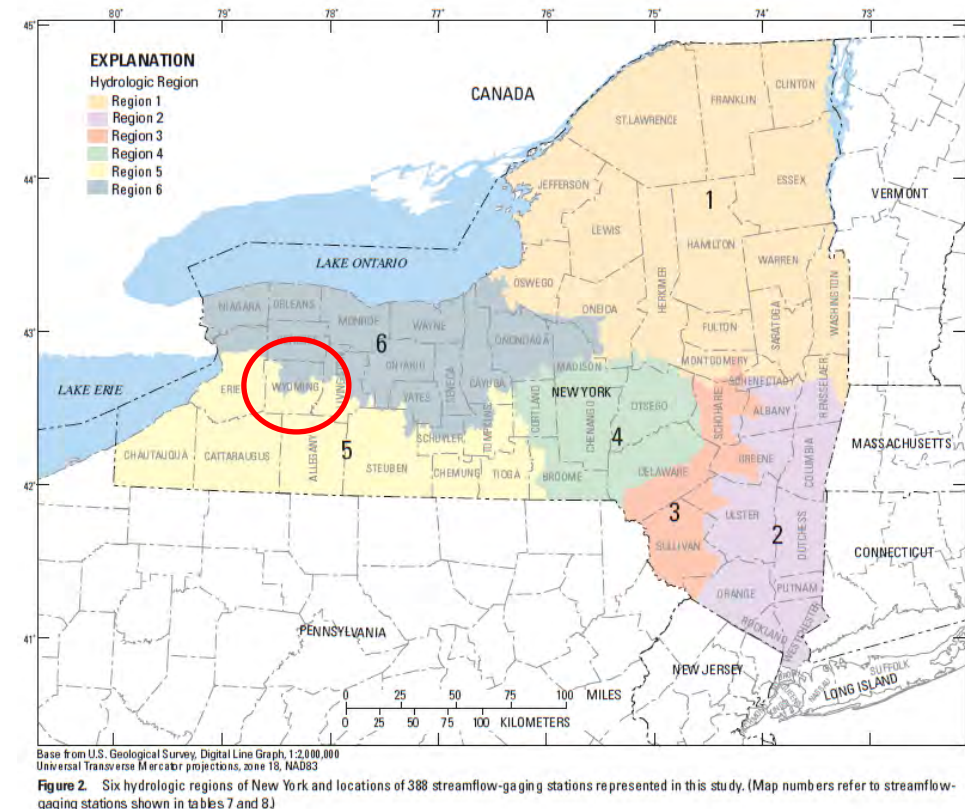 80° 79° 78° 77° 76° 75° 74° 73°
45°
EXPLANATION
Hydrologic Region
Region 1
Region 2
Region 3
Region 4
Region 5
Region 6
CANADA
CLINTON
FRANKLIN
ST. LAWRENCE
44°
JEFFERSON
ESSEX
VERMONT
1
LEWIS
HAMILTON
LAKE ONTARIO
WARREN
OSWEGO
HERKIMER
WASHINGTON
NIAGARA ORLEANS
ONEIDA
SARATOGA
43°
MONROE WAYNE
FULTON
6
ONONDAGA
ONTARIO
MADISON
MONTGOMERY
LAKE ERIE
ERIE WYOMING
SENECA CAYUGA
NEW YORK
SCHENECTADY
RENSSELAER
YATES
CORTLAND
OTSEGO
SCHOHARIE
ALBANY
TOMPKINS
CHENANGO
4
SCHUYLER
MASSACHUSETTS
CHAUTAUQUA CATTARAUGUS
ALLEGANY
5
STEUBEN
CHEMUNG TIOGA
BROOME
DELAWARE
GREENE
COLUMBIA
42°
3
ULSTER
2
DUTCHESS
SULLIVAN
CONNECTICUT
ORANGE
PUTNAM
41°
PENNSYLVANIA
ROCKLAND
WESTCHESTER
NEW JERSEY
SUFFOLK
LONG ISLAND
0 25 50 75 100 MILES
0 25 50 75 100 KILOMETERS
Base from U.S. Geological Survey, Digital Line Graph, 1:2,000,000
Universal Transverse Mercator projections, zone 18, NAD83
Figure 2. Six hydrologic regions of New York and locations of 388 streamflow-gaging stations represented in this study. (Map numbers refer to streamflow-
gaging stations shown in tables 7 and 8.)